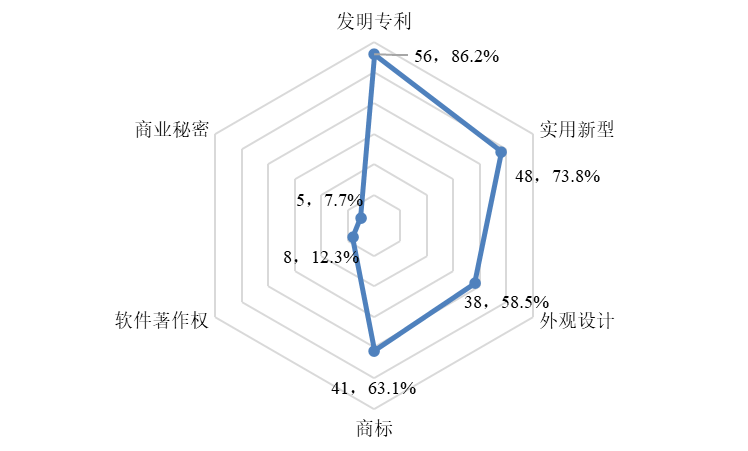 发明专利
56，86.2%
商业秘密
实用新型
48，73.8%
5，7.7%
8，12.3%
38，58.5%
软件著作权
外观设计
41，63.1%
商标